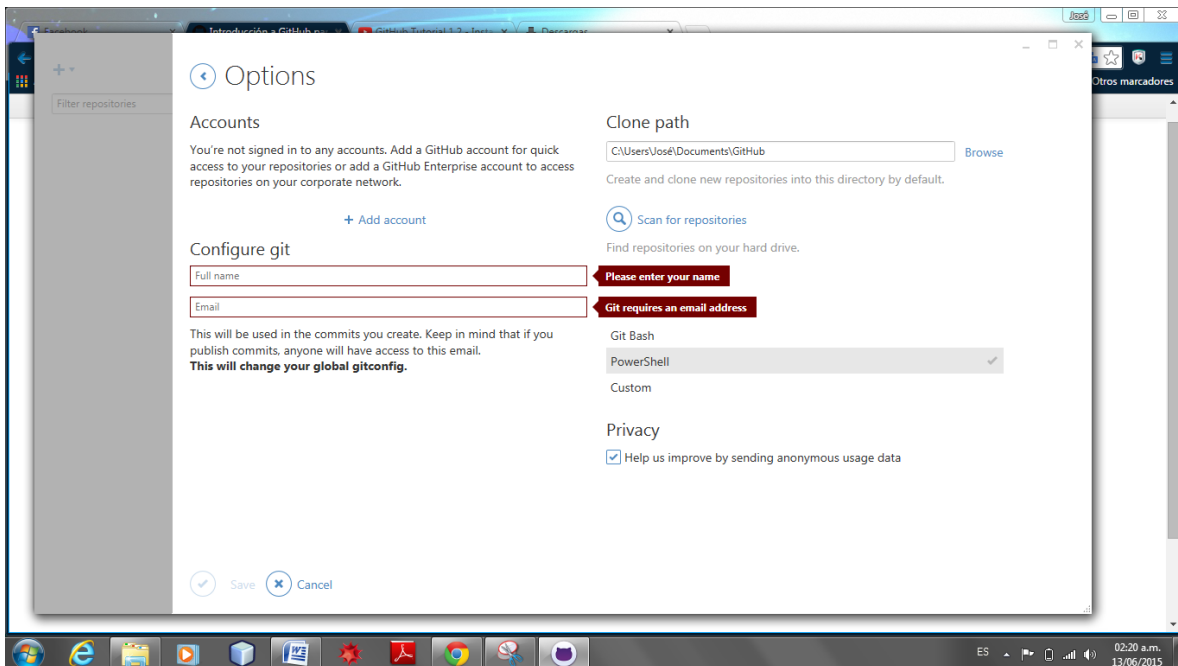 José
Facebook
Introducción a GitHub
GitHub Tutorial 1.2 - Insta
Descargar
Otros marcadores
Filter repositories
Options
Accounts
You're not signed in to any accounts. Add a GitHub account for quick
access to your repositories or add a GitHub Enterprise account to access
repositories on your corporate network.
+ Add account
Configure git
Full name
Please enter your name
Email
Git requires an email address
This will be used in the commits you create. Keep in mind that if you
publish commits, anyone will have access to this email.
This will change your global gitconfig.
Save
Cancel
Clone path
C:\Users\José\Documents\GitHub
Browse
Create and clone new repositories into this directory by default.
Scan for repositories
Find repositories on your hard drive.
Git Bash
PowerShell
Custom
Privacy
Help us improve by sending anonymous usage data
ES
02:20 a.m.
13/06/2015